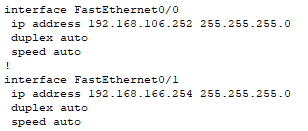 interface FastEthernet0/0
 ip address 192.168.106.252 255.255.255.0
 duplex auto
 speed auto
!
interface FastEthernet0/1
 ip address 192.168.166.254 255.255.255.0
 duplex auto
 speed auto